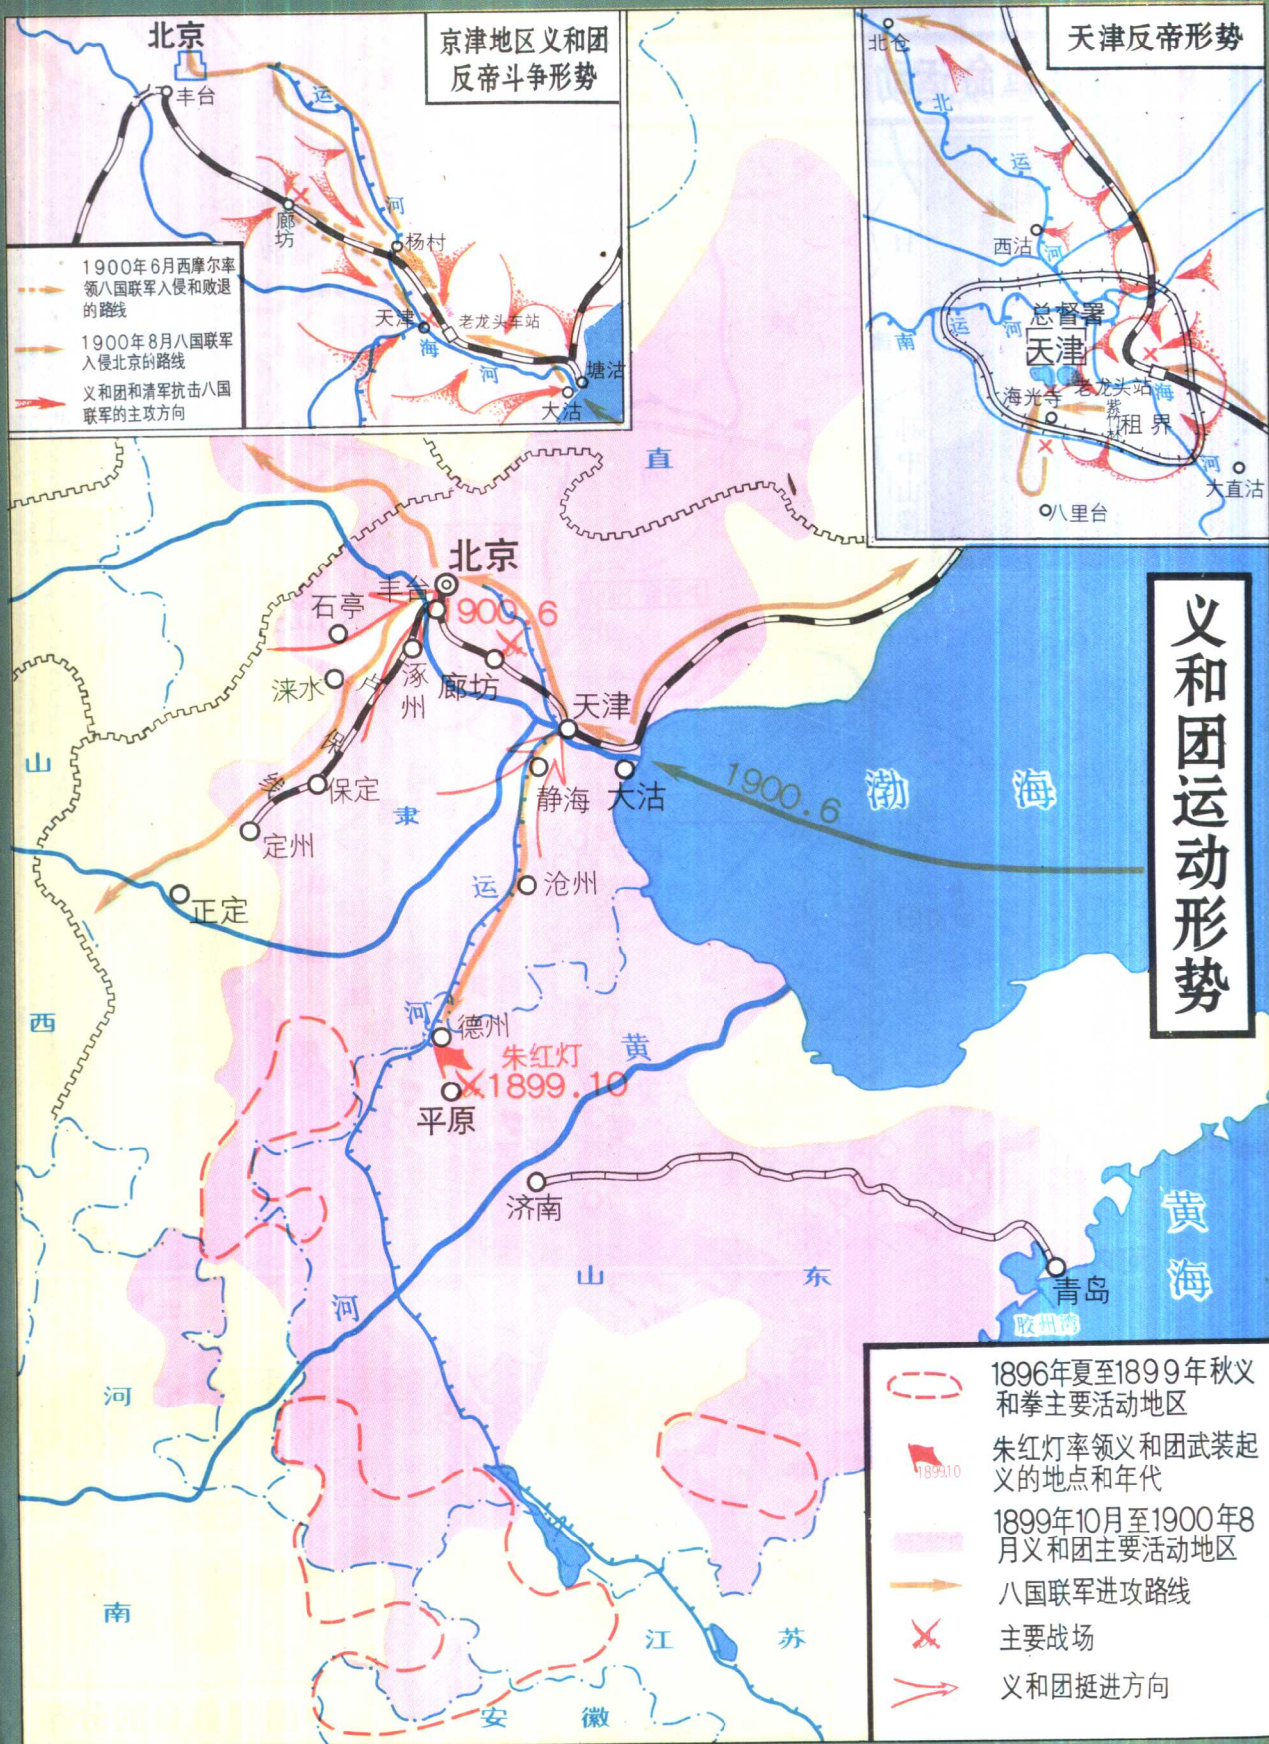 北京
丰台
运
河
廊坊
杨村
天津
老龙头车站
海
河
塘沽
大沽
京津地区义和团
反帝斗争形势
1900年6月西摩尔率
领八国联军入侵和败退
的路线
1900年8月八国联军
入侵北京的路线
义和团和清军抗击八国
联军的主攻方向
天津反帝形势
北仓
北
运
河
西沽
南
运
河
总督署
天津
海光寺
老龙头站
紫竹林
租界
海
河
大直沽
八里台
义和团运动形势
直
北京
丰台
1900.6
石亭
涞水
涿州
廊坊
天津
卢
保
线
保定
定州
正定
静海
大沽
1900.6
渤海
山
隶
运
沧州
河
德州
朱红灯
1899.10
平原
黄
西
济南
山东
青岛
胶州湾
黄海
河
河
南
江苏
安徽
1896年夏至1899年秋义
和拳主要活动地区
1899.10
朱红灯率领义和团武装起
义的地点和年代
1899年10月至1900年8
月义和团主要活动地区
八国联军进攻路线
主要战场
义和团挺进方向